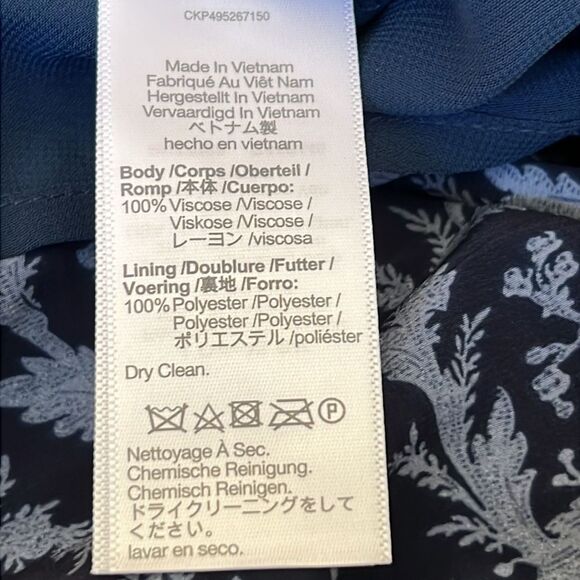 CKP495267150
Made In Vietnam
Fabriqué Au Viêt Nam
Hergestellt In Vietnam
Vervaardigd In Vietnam
ベトナム製
hecho en vietnam
Body /Corps /Oberteil /
Romp /本体 /Cuerpo:
100% Viscose /Viscose /
Viskose /Viscose /
レーヨン /viscosa
Lining /Doublure /Futter /
Voering /裏地 /Forro:
100% Polyester /Polyester /
Polyester /Polyester /
ポリエステル /poliéster
Dry Clean.
P
Nettoyage À Sec.
Chemische Reinigung.
Chemisch Reinigen.
ドライクリーニングをして
ください。
lavar en seco.